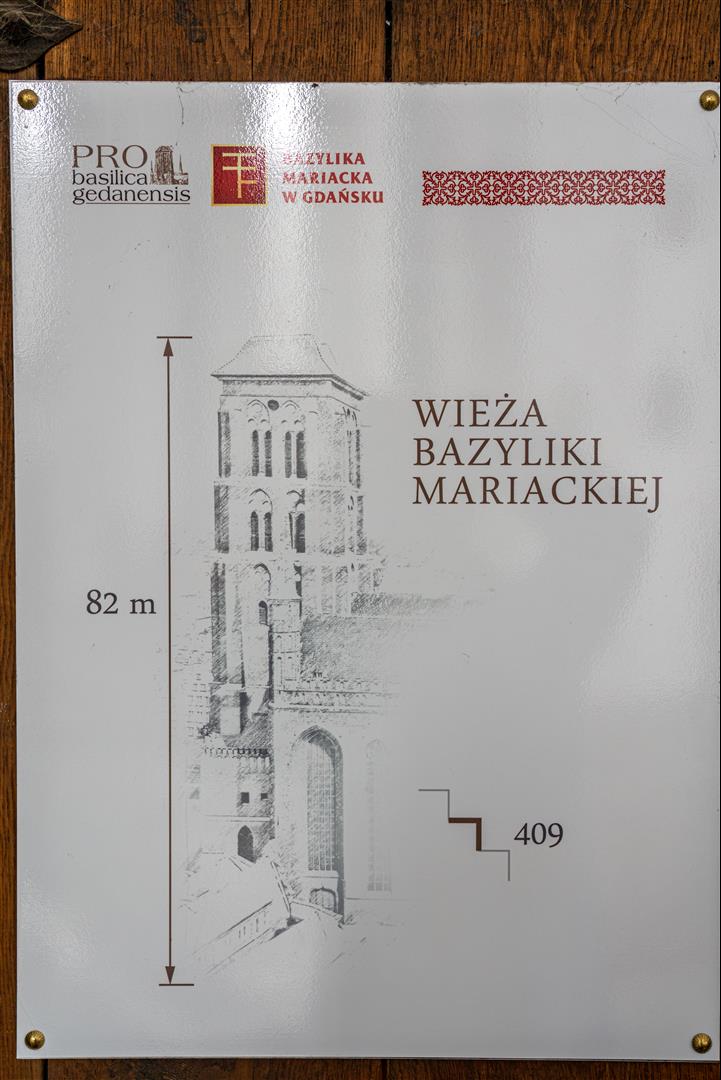 PRO
basilica
gedanensis
BAZYLIKA
MARIACKA
W GDAŃSKU
WIEŻA
BAZYLIKI
MARIACKIEJ
82 m
409